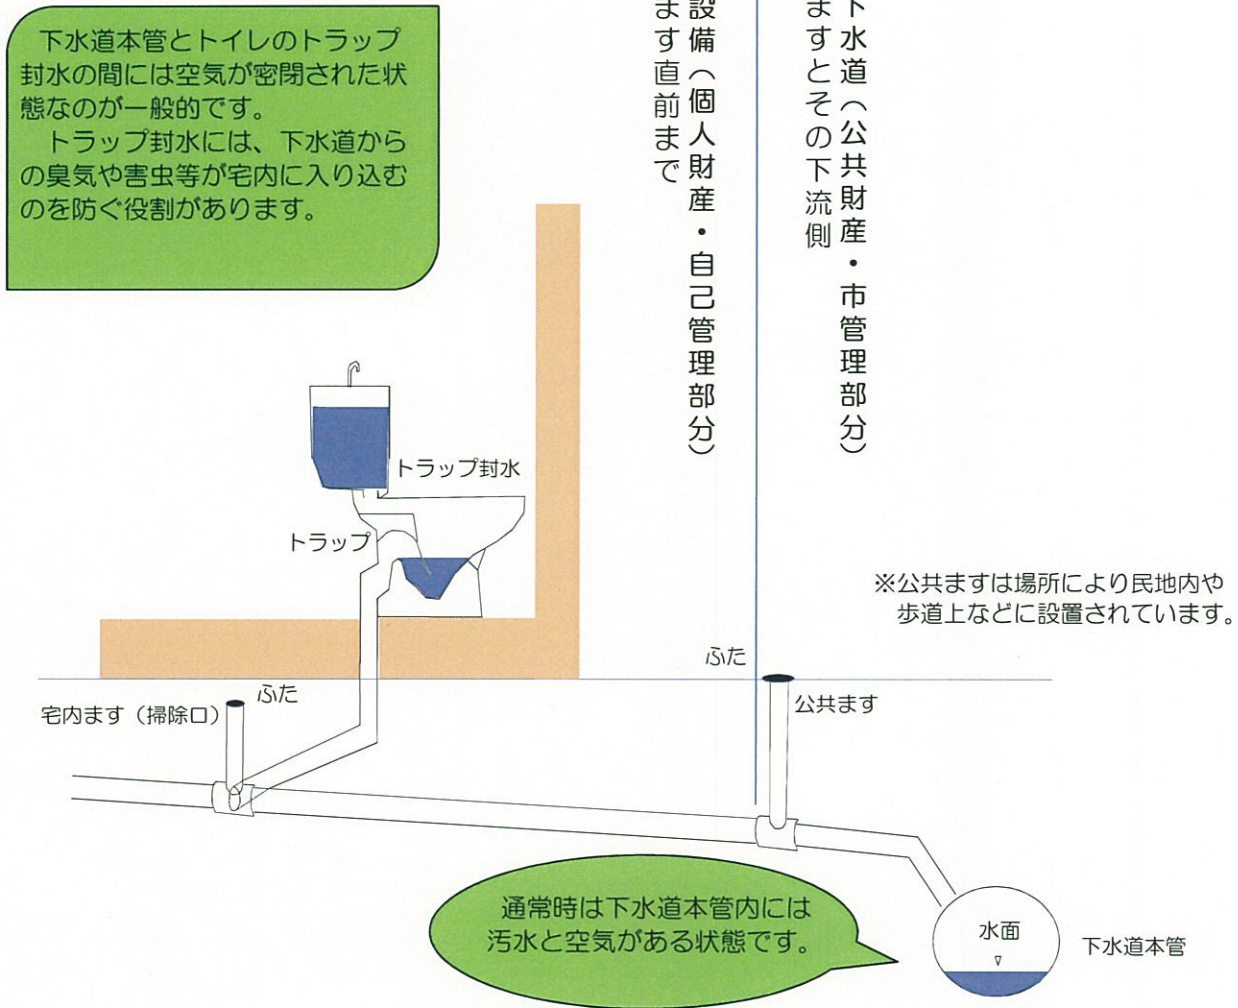 下水道本管とトイレのトラップ
封水の間には空気が密閉された状
態なのが一般的です。
トラップ封水には、下水道から
の臭気や害虫等が宅内に入り込む
のを防ぐ役割があります。
下水道（公共財産・市管理部分）
ますとその下流側
設備（個人財産・自己管理部分）
ます直前まで
トラップ封水
トラップ
※公共ますは場所により民地内や
歩道上などに設置されています。
ふた
ふた
宅内ます（掃除口）
公共ます
通常時は下水道本管内には
汚水と空気がある状態です。
水面
下水道本管